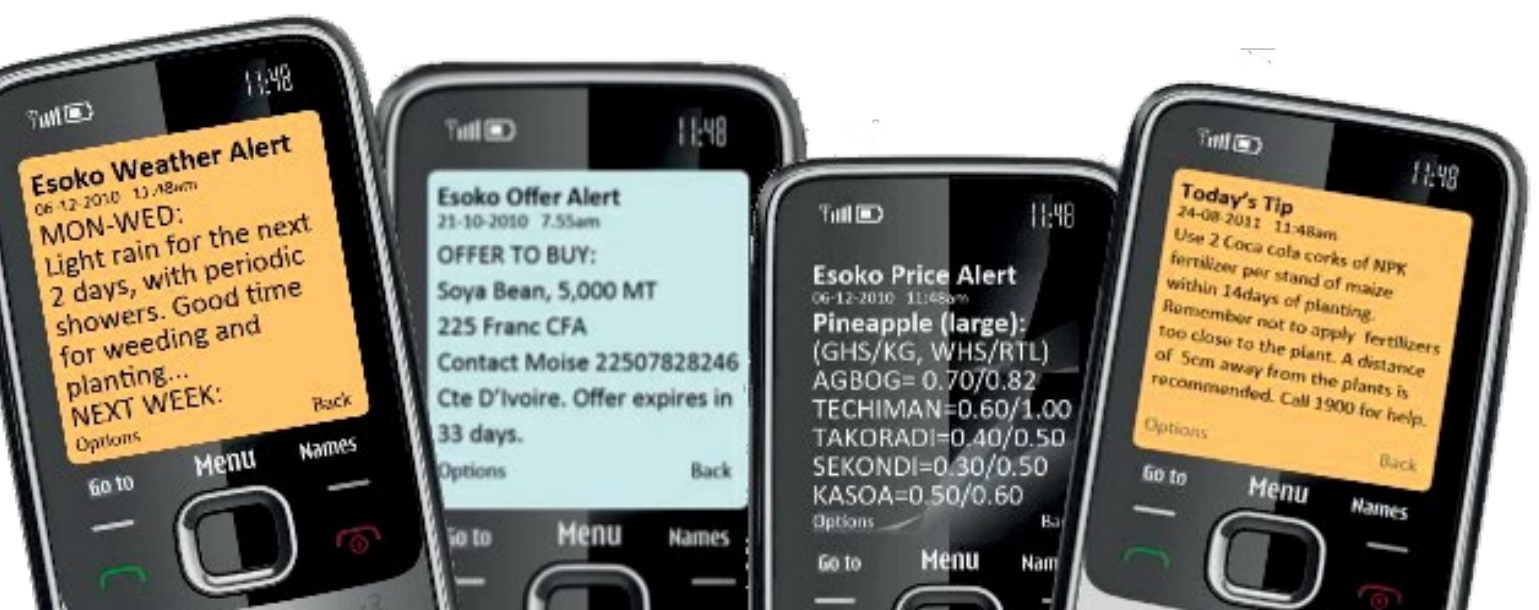 11:48
Esoko Weather Alert
06-12-2010 11.48am
MON-WED:
Light rain for the next
2 days, with periodic
showers. Good time
for weeding and
planting...
NEXT WEEK:
Options Back
Go to Menu Names
11:48
Esoko Offer Alert
21-10-2010 7.55am
OFFER TO BUY:
Soya Bean, 5,000 MT
225 Franc CFA
Contact Moise 22507828246
Cte D'Ivoire. Offer expires in
33 days.
Options Back
Go to Menu Names
11:48
Esoko Price Alert
06-12-2010 11:48am
Pineapple (large):
(GHS/KG, WHS/RTL)
AGBOG= 0.70/0.82
TECHIMAN=0.60/1.00
TAKORADI=0.40/0.50
SEKONDI=0.30/0.50
KASOA=0.50/0.60
Options Ba
Go to Menu Nam
11:48
Today's Tip
24-08-2011 11:48am
Use 2 Coca cola corks of NPK
fertilizer per stand of maize
within 14days of planting.
Remember not to apply fertilizers
too close to the plant. A distance
of 5cm away from the plants is
recommended. Call 1900 for help.
Options Back
Go to Menu Names